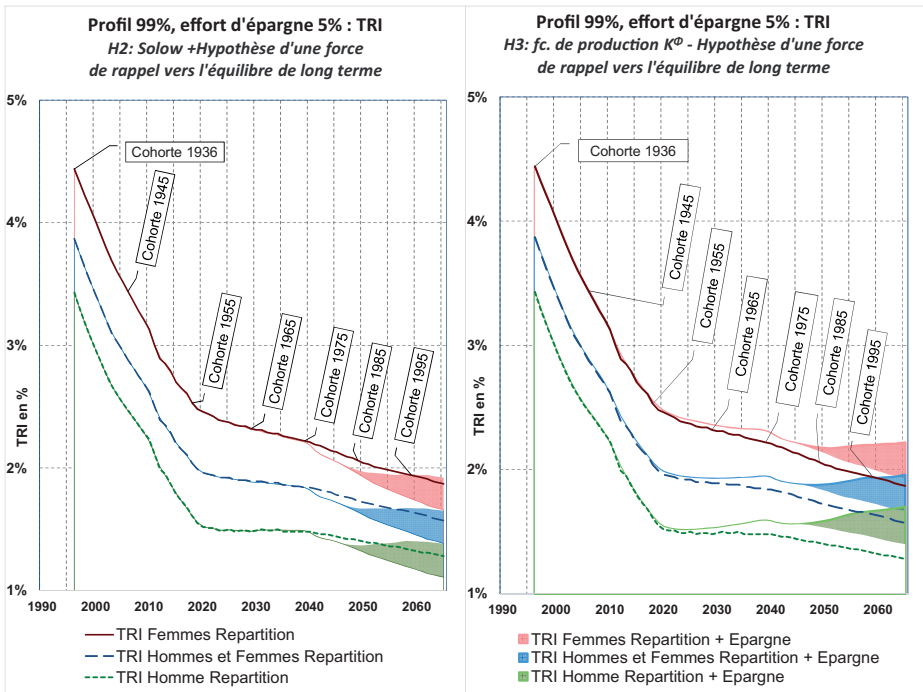 Profil 99%, effort d'épargne 5% : TRI
H2: Solow +Hypothèse d'une force
de rappel vers l'équilibre de long terme
5%
4%
3%
2%
1%
TRI en %
Cohorte 1936
Cohorte 1945
Cohorte 1955
Cohorte 1965
Cohorte 1975
Cohorte 1985
Cohorte 1995
1990 2000 2010 2020 2030 2040 2050 2060
TRI Femmes Repartition
TRI Hommes et Femmes Repartition
TRI Homme Repartition
Profil 99%, effort d'épargne 5% : TRI
H3: fc. de production K^Φ - Hypothèse d'une force
de rappel vers l'équilibre de long terme
5%
4%
3%
2%
1%
TRI en %
Cohorte 1936
Cohorte 1945
Cohorte 1955
Cohorte 1965
Cohorte 1975
Cohorte 1985
Cohorte 1995
1990 2000 2010 2020 2030 2040 2050 2060
TRI Femmes Repartition + Epargne
TRI Hommes et Femmes Repartition + Epargne
TRI Homme Repartition + Epargne